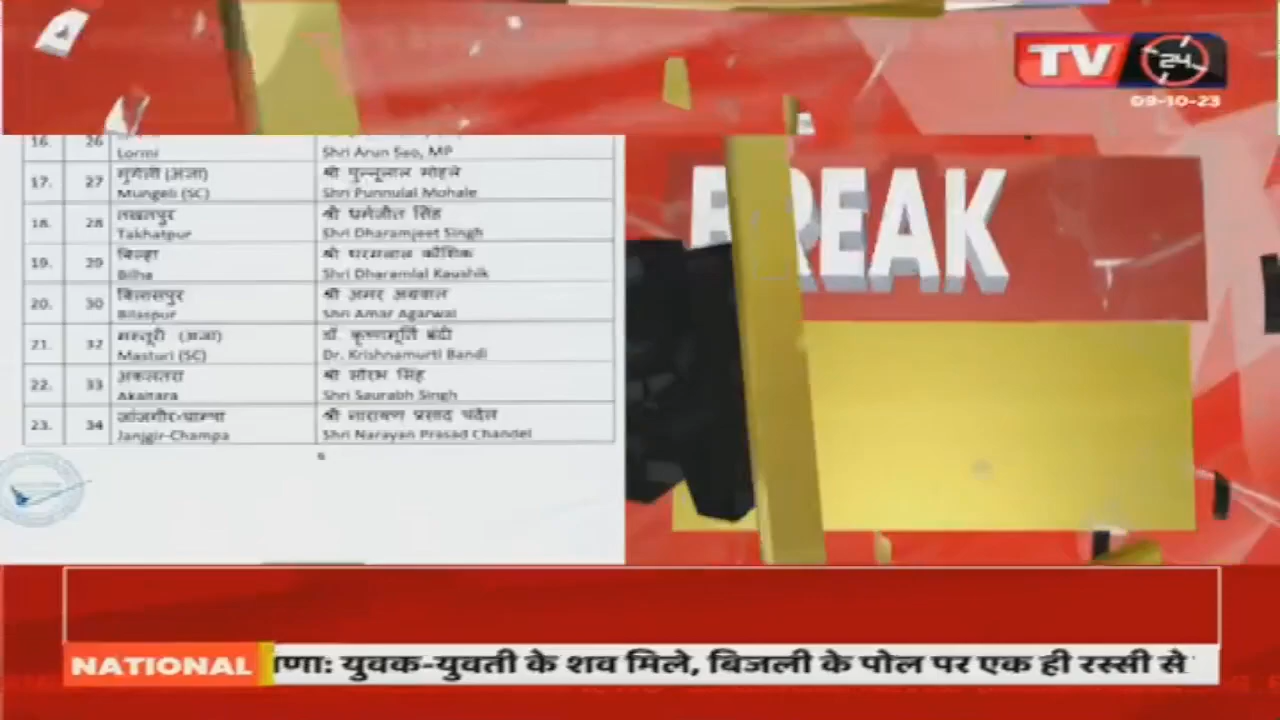 TV 24
09-10-23
16. 26
Lormi Shri Arun Sao, MP
17. 27 मुंगेली (अजा) श्री पुन्नूलाल मोहले
Mungeli (SC) Shri Punnulal Mohale
18. 28 तखतपुर श्री धर्मजीत सिंह
Takhatpur Shri Dharamjeet Singh
19. 29 बिल्हा श्री धरमलाल कौशिक
Bilha Shri Dharamlal Kaushik
20. 30 बिलासपुर श्री अमर अग्रवाल
Bilaspur Shri Amar Agarwal
21. 32 मस्तूरी (अजा) डॉ. कृष्णमूर्ति बंदी
Masturi (SC) Dr. Krishnamurti Bandi
22. 33 अकलतरा श्री सौरभ सिंह
Akaltara Shri Saurabh Singh
23. 34 जांजगीर-चाम्पा श्री नारायण प्रसाद चंदेल
Janjgir-Champa Shri Narayan Prasad Chandel
BREAK
NATIONAL णा: युवक-युवती के शव मिले, बिजली के पोल पर एक ही रस्सी से